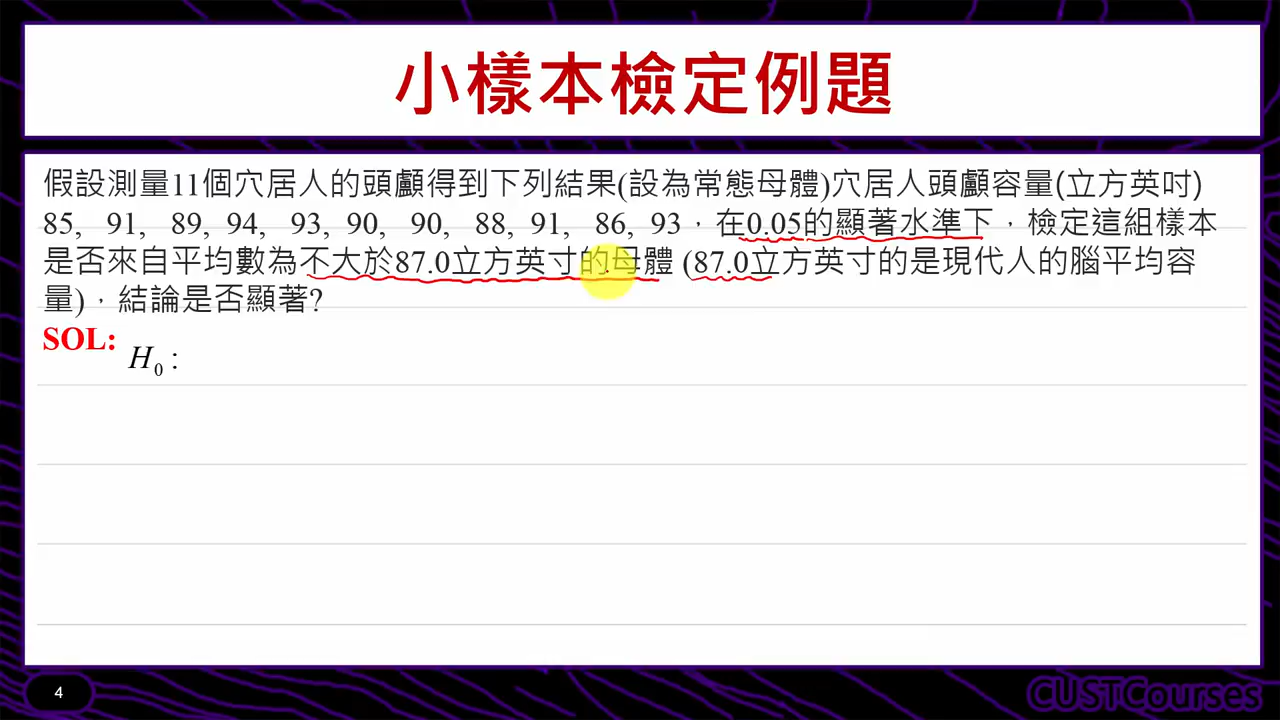 小樣本檢定例題
假設測量11個穴居人的頭顱得到下列結果(設為常態母體)穴居人頭顱容量(立方英吋)
85, 91, 89, 94, 93, 90, 90, 88, 91, 86, 93，在0.05的顯著水準下，檢定這組樣本
是否來自平均數為不大於87.0立方英寸的母體 (87.0立方英寸的是現代人的腦平均容
量)，結論是否顯著?
SOL:
H₀ :
4
CUSTCourses